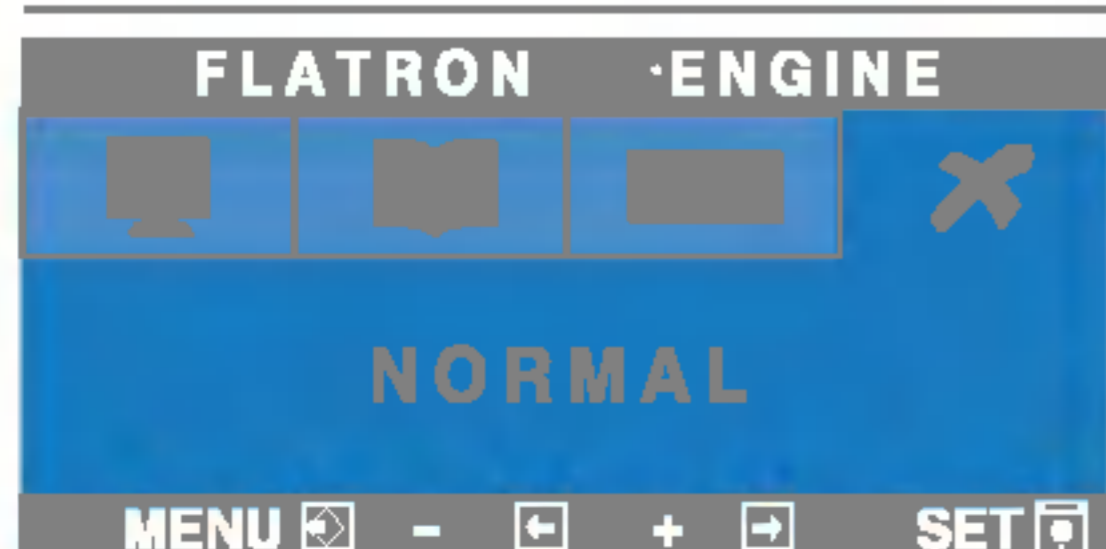 FLATRON ·ENGINE
NORMAL
MENU - + SET